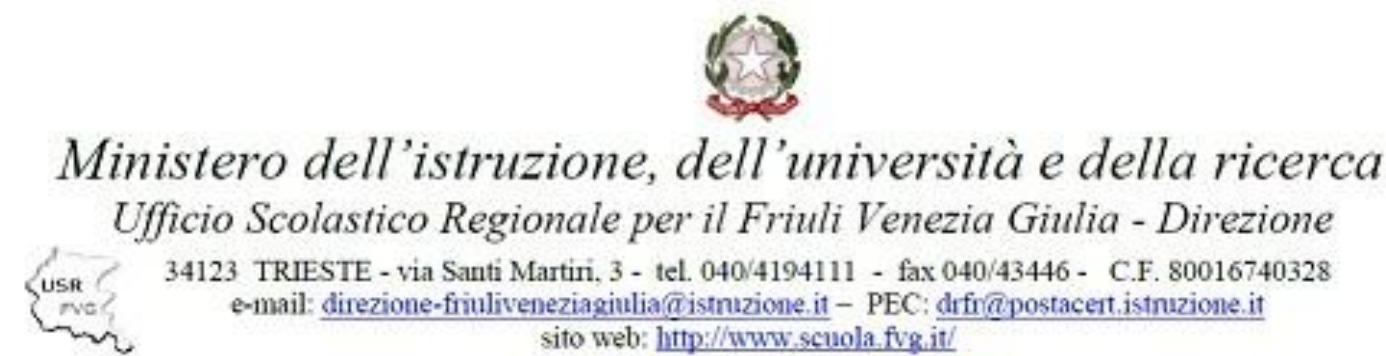 Ministero dell'istruzione, dell'università e della ricerca
Ufficio Scolastico Regionale per il Friuli Venezia Giulia - Direzione
34123 TRIESTE - via Santi Martiri, 3 - tel. 040/4194111 - fax 040/43446 - C.F. 80016740328
USR
FVG
e-mail: direzione-friuliveneziagiulia@istruzione.it – PEC: drfr@postacert.istruzione.it
sito web: http://www.scuola.fvg.it/